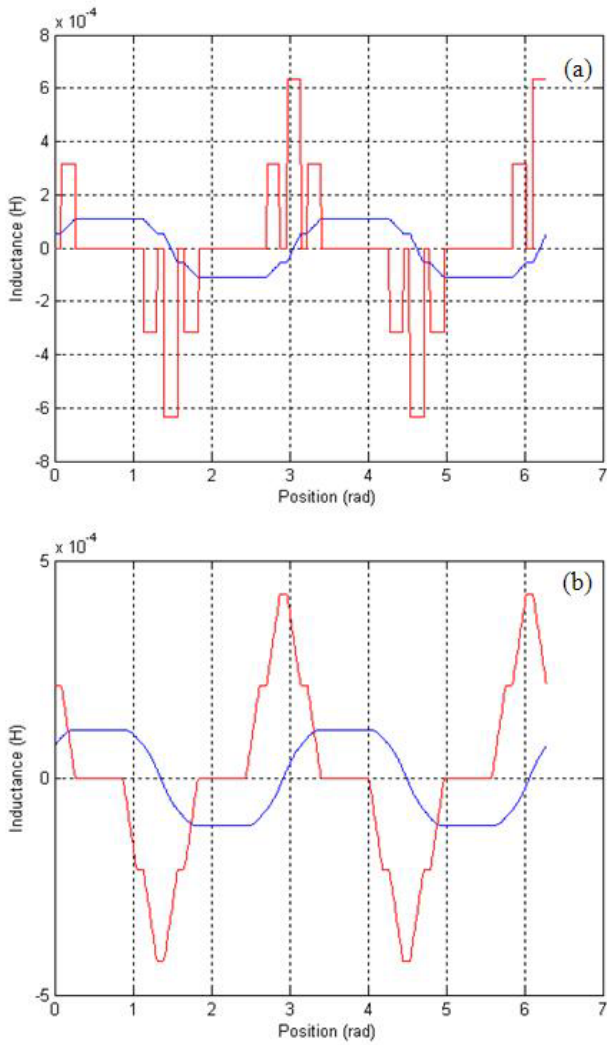 x 10-4
8
(a)
6
4
2
0
-2
-4
-6
-8
Inductance (H)
0 1 2 3 4 5 6 7
Position (rad)
x 10-4
5
(b)
0
-5
Inductance (H)
0 1 2 3 4 5 6 7
Position (rad)